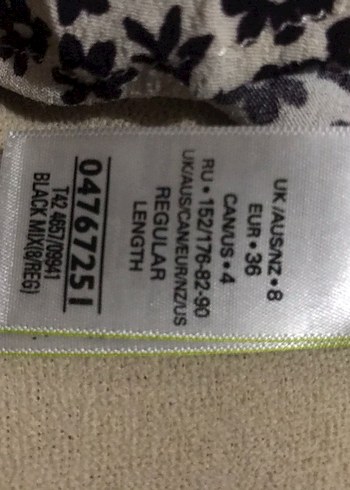 UK/AUS/NZ • 8
EUR • 36
CAN/US • 4
RU • 152/176-82-90
UK/AUS/CAN/EUR/NZ/US
REGULAR
LENGTH
04767251
T42 4657/09941
BLACK MIX(8/REG)